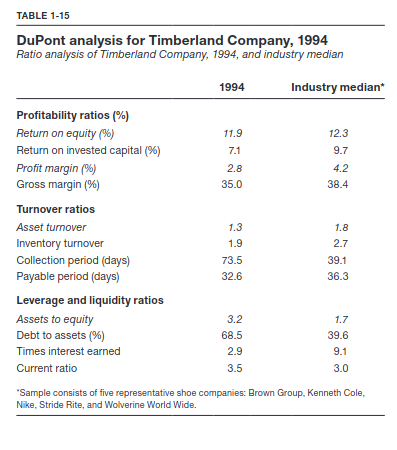 TABLE 1-15
DuPont analysis for Timberland Company, 1994
Ratio analysis of Timberland Company, 1994, and industry median
1994 Industry median*
Profitability ratios (%)
Return on equity (%) 11.9 12.3
Return on invested capital (%) 7.1 9.7
Profit margin (%) 2.8 4.2
Gross margin (%) 35.0 38.4
Turnover ratios
Asset turnover 1.3 1.8
Inventory turnover 1.9 2.7
Collection period (days) 73.5 39.1
Payable period (days) 32.6 36.3
Leverage and liquidity ratios
Assets to equity 3.2 1.7
Debt to assets (%) 68.5 39.6
Times interest earned 2.9 9.1
Current ratio 3.5 3.0
*Sample consists of five representative shoe companies: Brown Group, Kenneth Cole,
Nike, Stride Rite, and Wolverine World Wide.